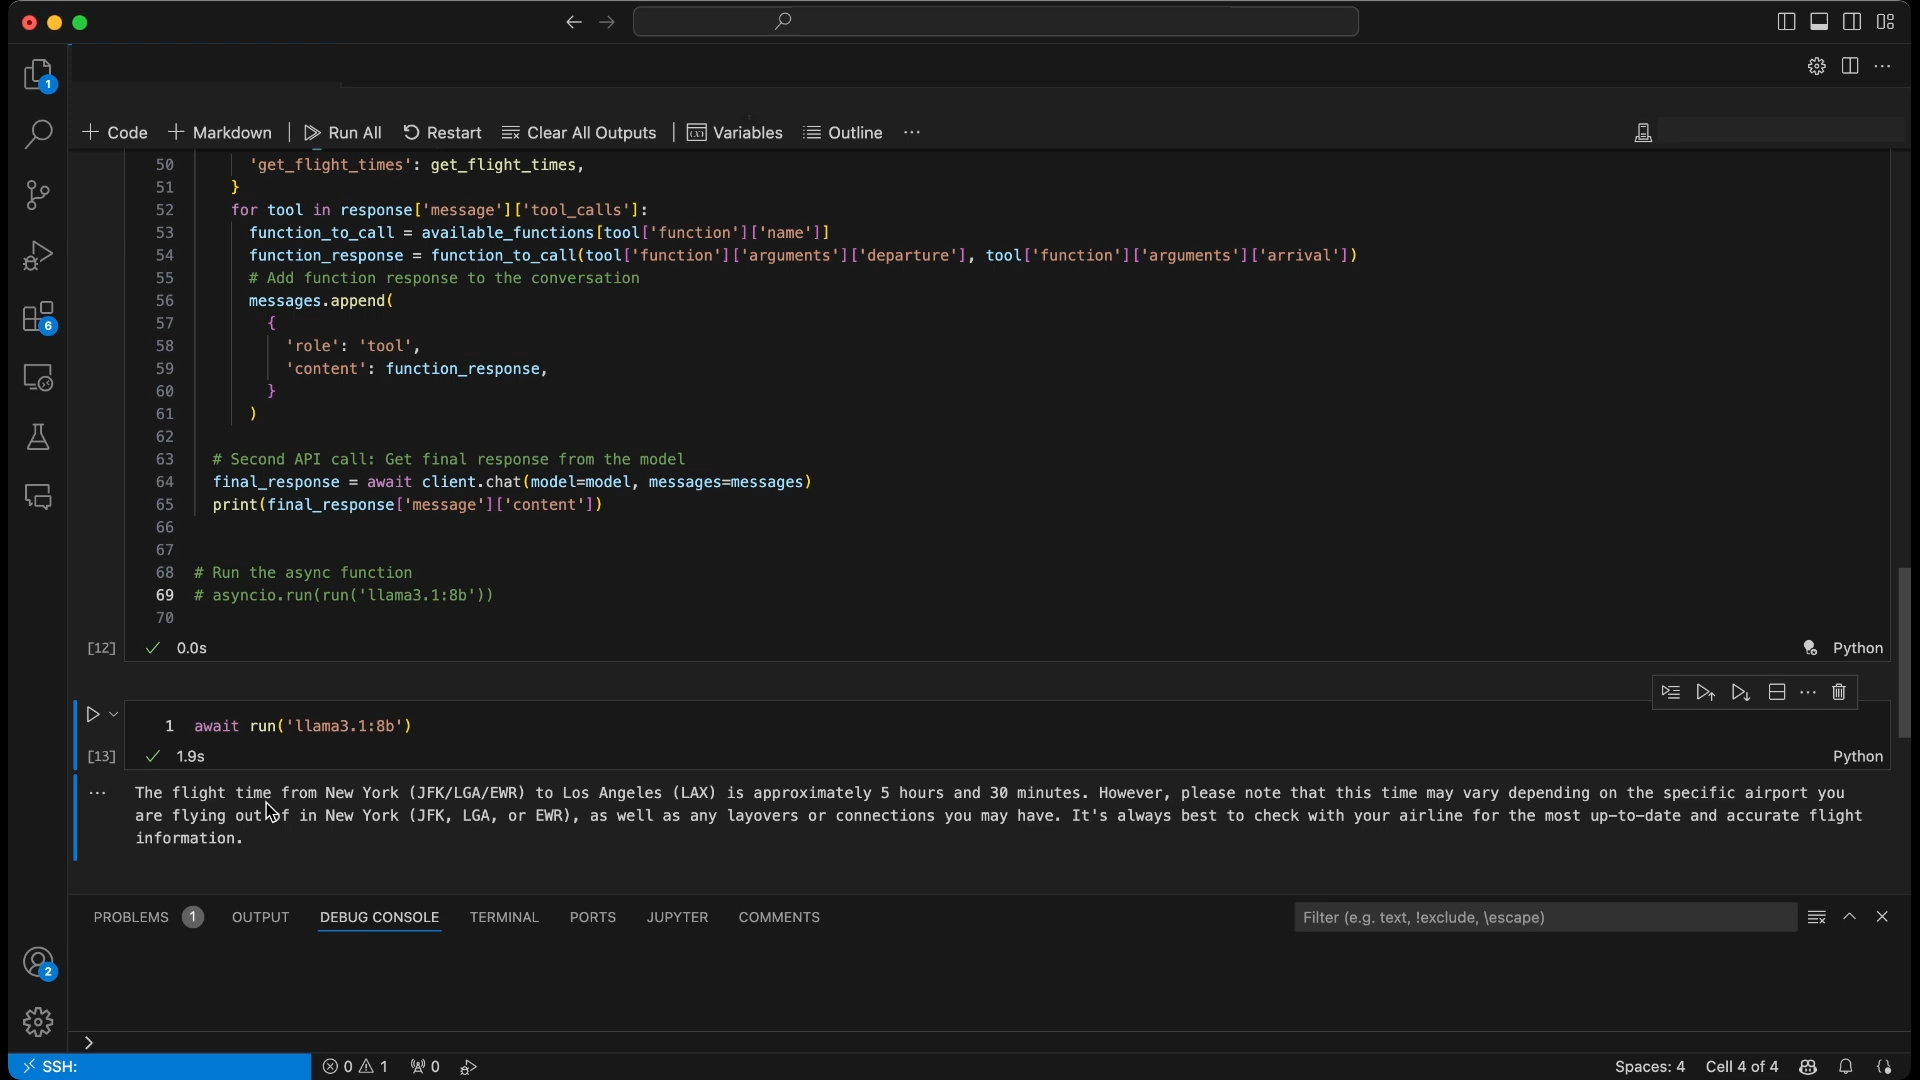 1
Code Markdown Run All Restart Clear All Outputs Variables Outline ...
50 'get_flight_times': get_flight_times,
51 }
52 for tool in response['message']['tool_calls']:
53 function_to_call = available_functions[tool['function']['name']]
54 function_response = function_to_call(tool['function']['arguments']['departure'], tool['function']['arguments']['arrival'])
55 # Add function response to the conversation
56 messages.append(
57 {
58 'role': 'tool',
59 'content': function_response,
60 }
61 )
62
63 # Second API call: Get final response from the model
64 final_response = await client.chat(model=model, messages=messages)
65 print(final_response['message']['content'])
66
67
68 # Run the async function
69 # asyncio.run(run('llama3.1:8b'))
70
6
[12] 0.0s Python
1 await run('llama3.1:8b')
[13] 1.9s Python
The flight time from New York (JFK/LGA/EWR) to Los Angeles (LAX) is approximately 5 hours and 30 minutes. However, please note that this time may vary depending on the specific airport you
are flying out of in New York (JFK, LGA, or EWR), as well as any layovers or connections you may have. It's always best to check with your airline for the most up-to-date and accurate flight
information.
PROBLEMS 1 OUTPUT DEBUG CONSOLE TERMINAL PORTS JUPYTER COMMENTS Filter (e.g. text, !exclude, \escape)
2
SSH: 0 1 0 Spaces: 4 Cell 4 of 4